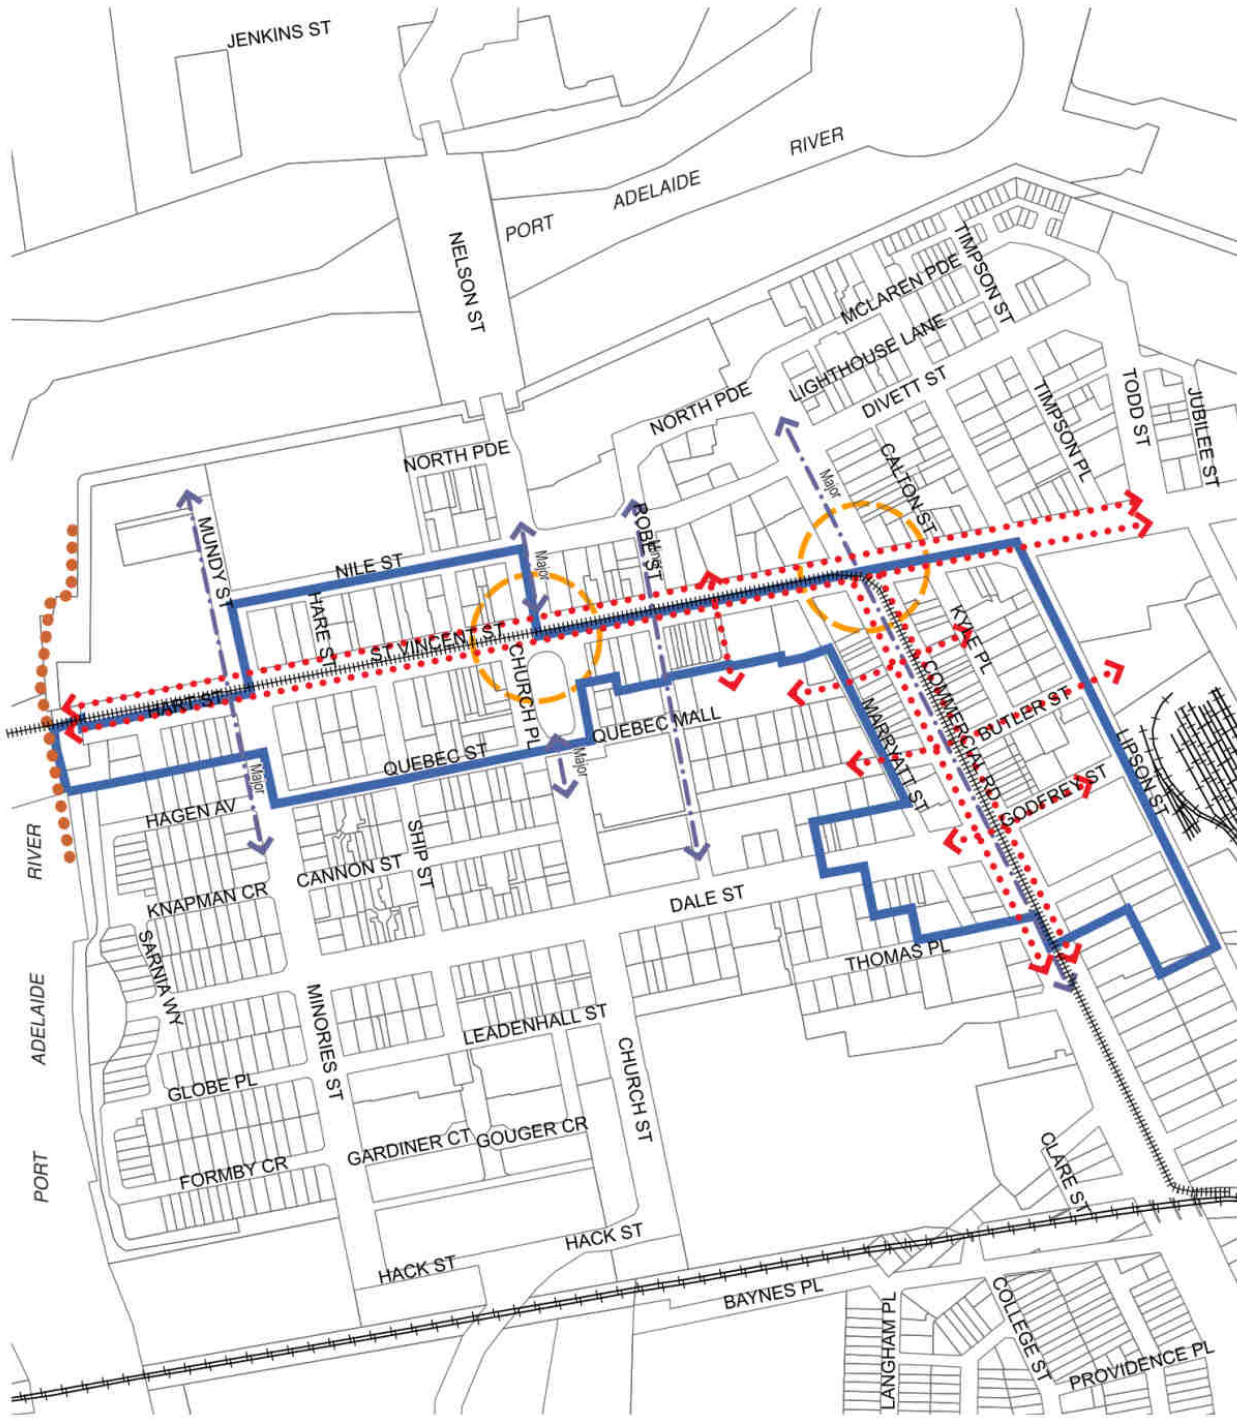 JENKINS ST
RIVER
ADELAIDE
PORT
NELSON ST
TIMPSON ST
MCLAREN PDE
LIGHTHOUSE LANE
DIVETT ST
NORTH PDE
TIMPSON PL
TODD ST
JUBILEE ST
NORTH PDE
CALTON ST
Major
MUNDY ST
ROBE ST
NILE ST
Major
HARE ST
ST VINCENT ST
KYLE PL
CHURCH PL
COMMERCIAL RD
HART ST
MARRYATT ST
BUTLER ST
QUEBEC MALL
LIPSON ST
QUEBEC ST
Major
Major
GODFREY ST
HAGEN AV
SHIP ST
CANNON ST
KNAPMAN CR
DALE ST
THOMAS PL
SARNIA WY
MINORIES ST
LEADENHALL ST
CHURCH ST
GLOBE PL
GARDINER CT
GOUGER CR
FORMBY CR
CLARE ST
HACK ST
HACK ST
BAYNES PL
LANGHAM PL
COLLEGE ST
PROVIDENCE PL
RIVER
ADELAIDE
PORT